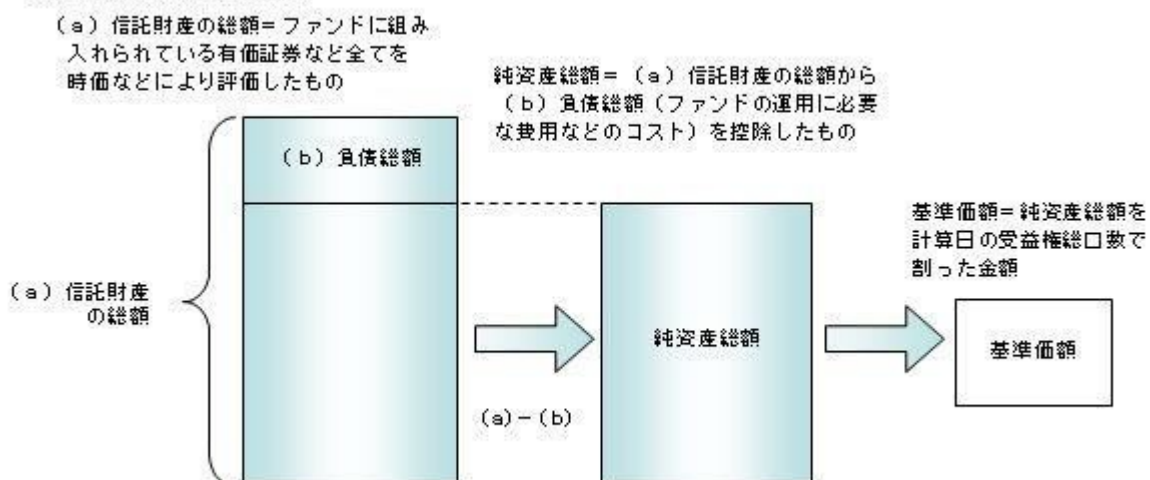 (a)信託財産の総額=ファンドに組み
入れられている有価証券など全てを
時価などにより評価したもの
純資産総額=(a)信託財産の総額から
(b)負債総額(ファンドの運用に必要
な費用などのコスト)を控除したもの
(b)負債総額
基準価額=純資産総額を
計算日の受益権総口数で
割った金額
(a)信託財産
の総額
純資産総額
基準価額
(a)-(b)